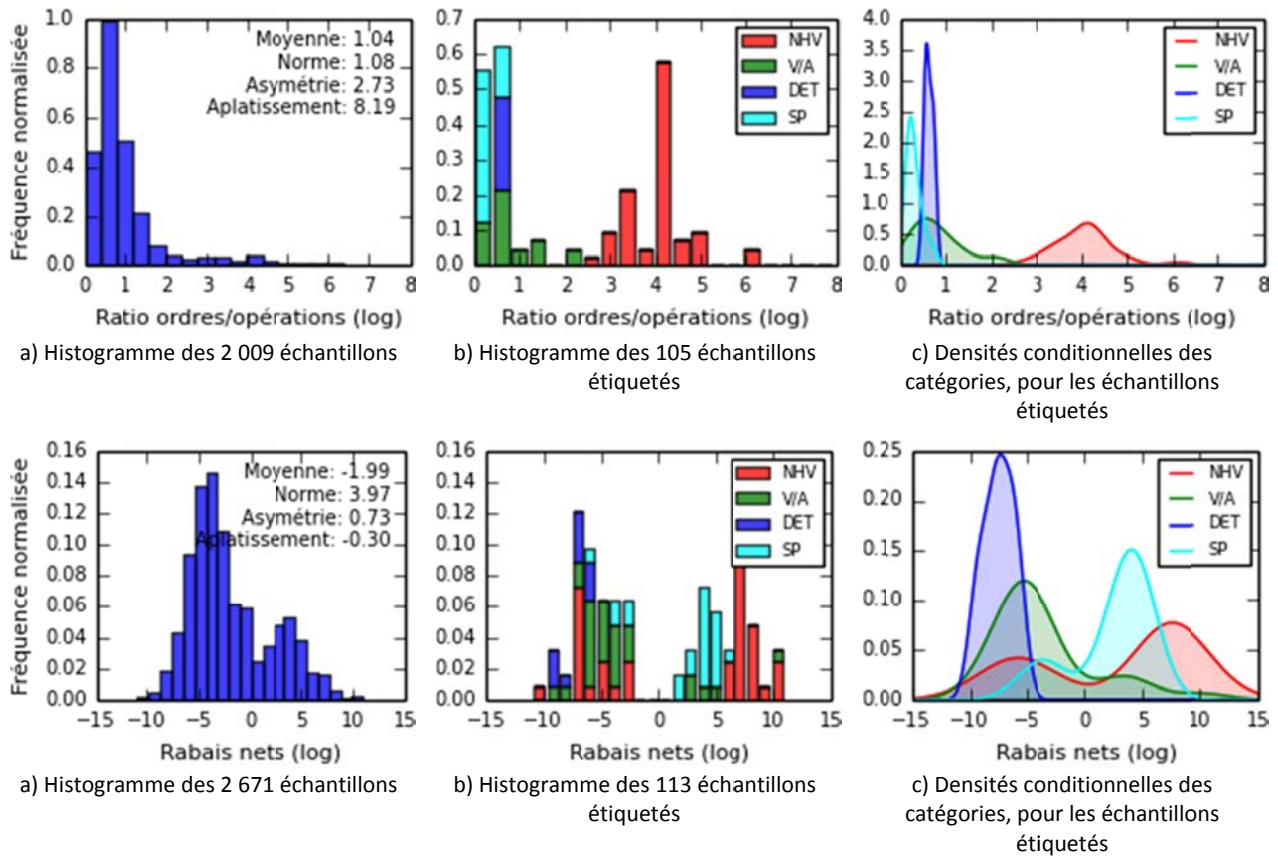 Fréquence normalisée
1.0
0.8
0.6
0.4
0.2
0.0
Moyenne: 1.04
Norme: 1.08
Asymétrie: 2.73
Aplatissement: 8.19
0 1 2 3 4 5 6 7 8
Ratio ordres/opérations (log)
a) Histogramme des 2 009 échantillons
0.7
0.6
0.5
0.4
0.3
0.2
0.1
0.0
NHV
V/A
DET
SP
0 1 2 3 4 5 6 7 8
Ratio ordres/opérations (log)
b) Histogramme des 105 échantillons
étiquetés
4.0
3.5
3.0
2.5
2.0
1.5
1.0
0.5
0.0
NHV
V/A
DET
SP
0 1 2 3 4 5 6 7 8
Ratio ordres/opérations (log)
c) Densités conditionnelles des
catégories, pour les échantillons
étiquetés
Fréquence normalisée
0.16
0.14
0.12
0.10
0.08
0.06
0.04
0.02
0.00
Moyenne: -1.99
Norme: 3.97
Asymétrie: 0.73
Aplatissement: -0.30
−15 −10 −5 0 5 10 15
Rabais nets (log)
a) Histogramme des 2 671 échantillons
0.16
0.14
0.12
0.10
0.08
0.06
0.04
0.02
0.00
NHV
V/A
DET
SP
−15 −10 −5 0 5 10 15
Rabais nets (log)
b) Histogramme des 113 échantillons
étiquetés
0.25
0.20
0.15
0.10
0.05
0.00
NHV
V/A
DET
SP
−15 −10 −5 0 5 10 15
Rabais nets (log)
c) Densités conditionnelles des
catégories, pour les échantillons
étiquetés